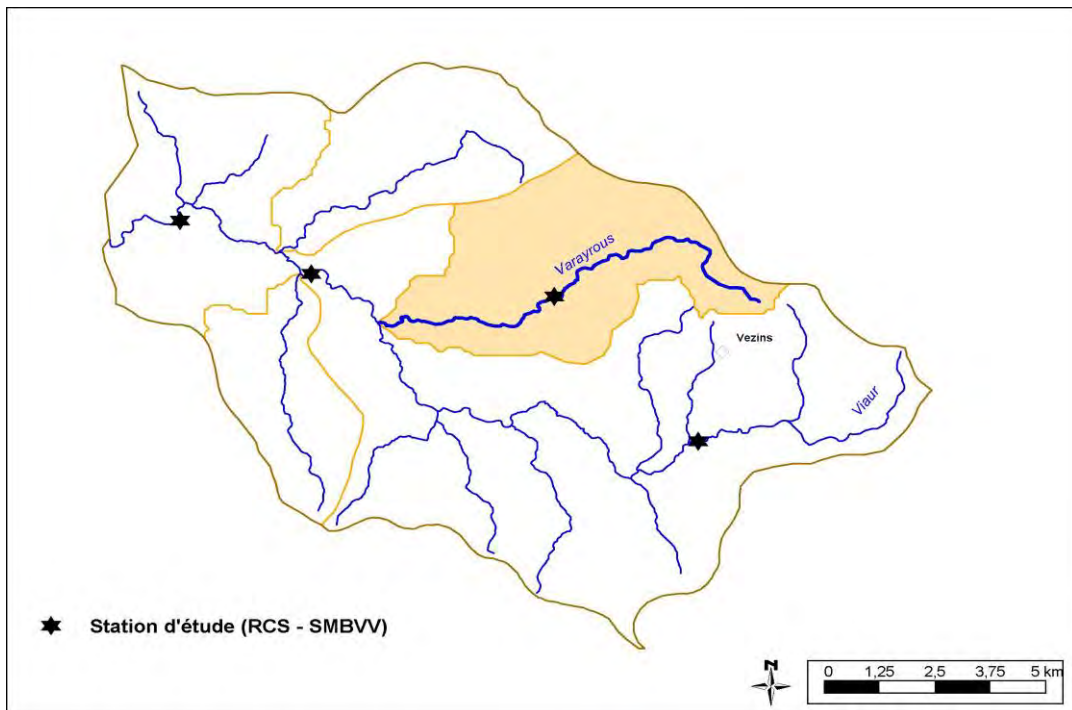 Varayrous
Vezins
Viaur
Station d'étude (RCS - SMBVV)
N
0 1,25 2,5 3,75 5 km